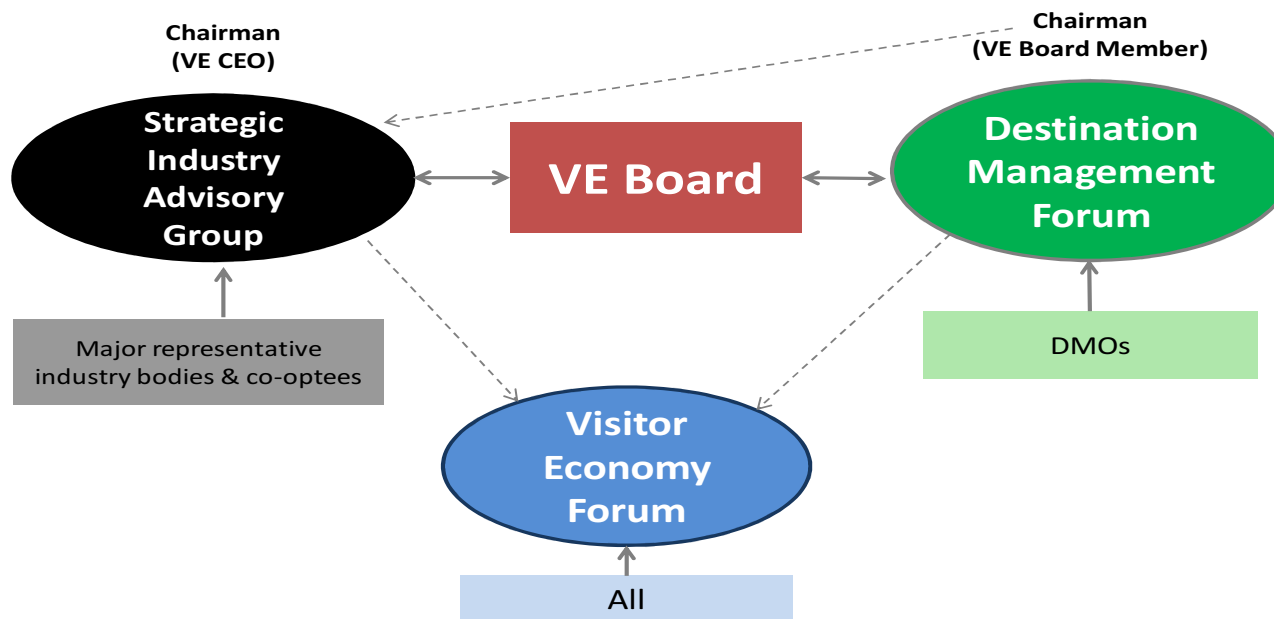 Chairman
(VE CEO)
Chairman
(VE Board Member)
Strategic
Industry
Advisory
Group
VE Board
Destination
Management
Forum
Major representative
industry bodies & co-optees
DMOs
Visitor
Economy
Forum
All